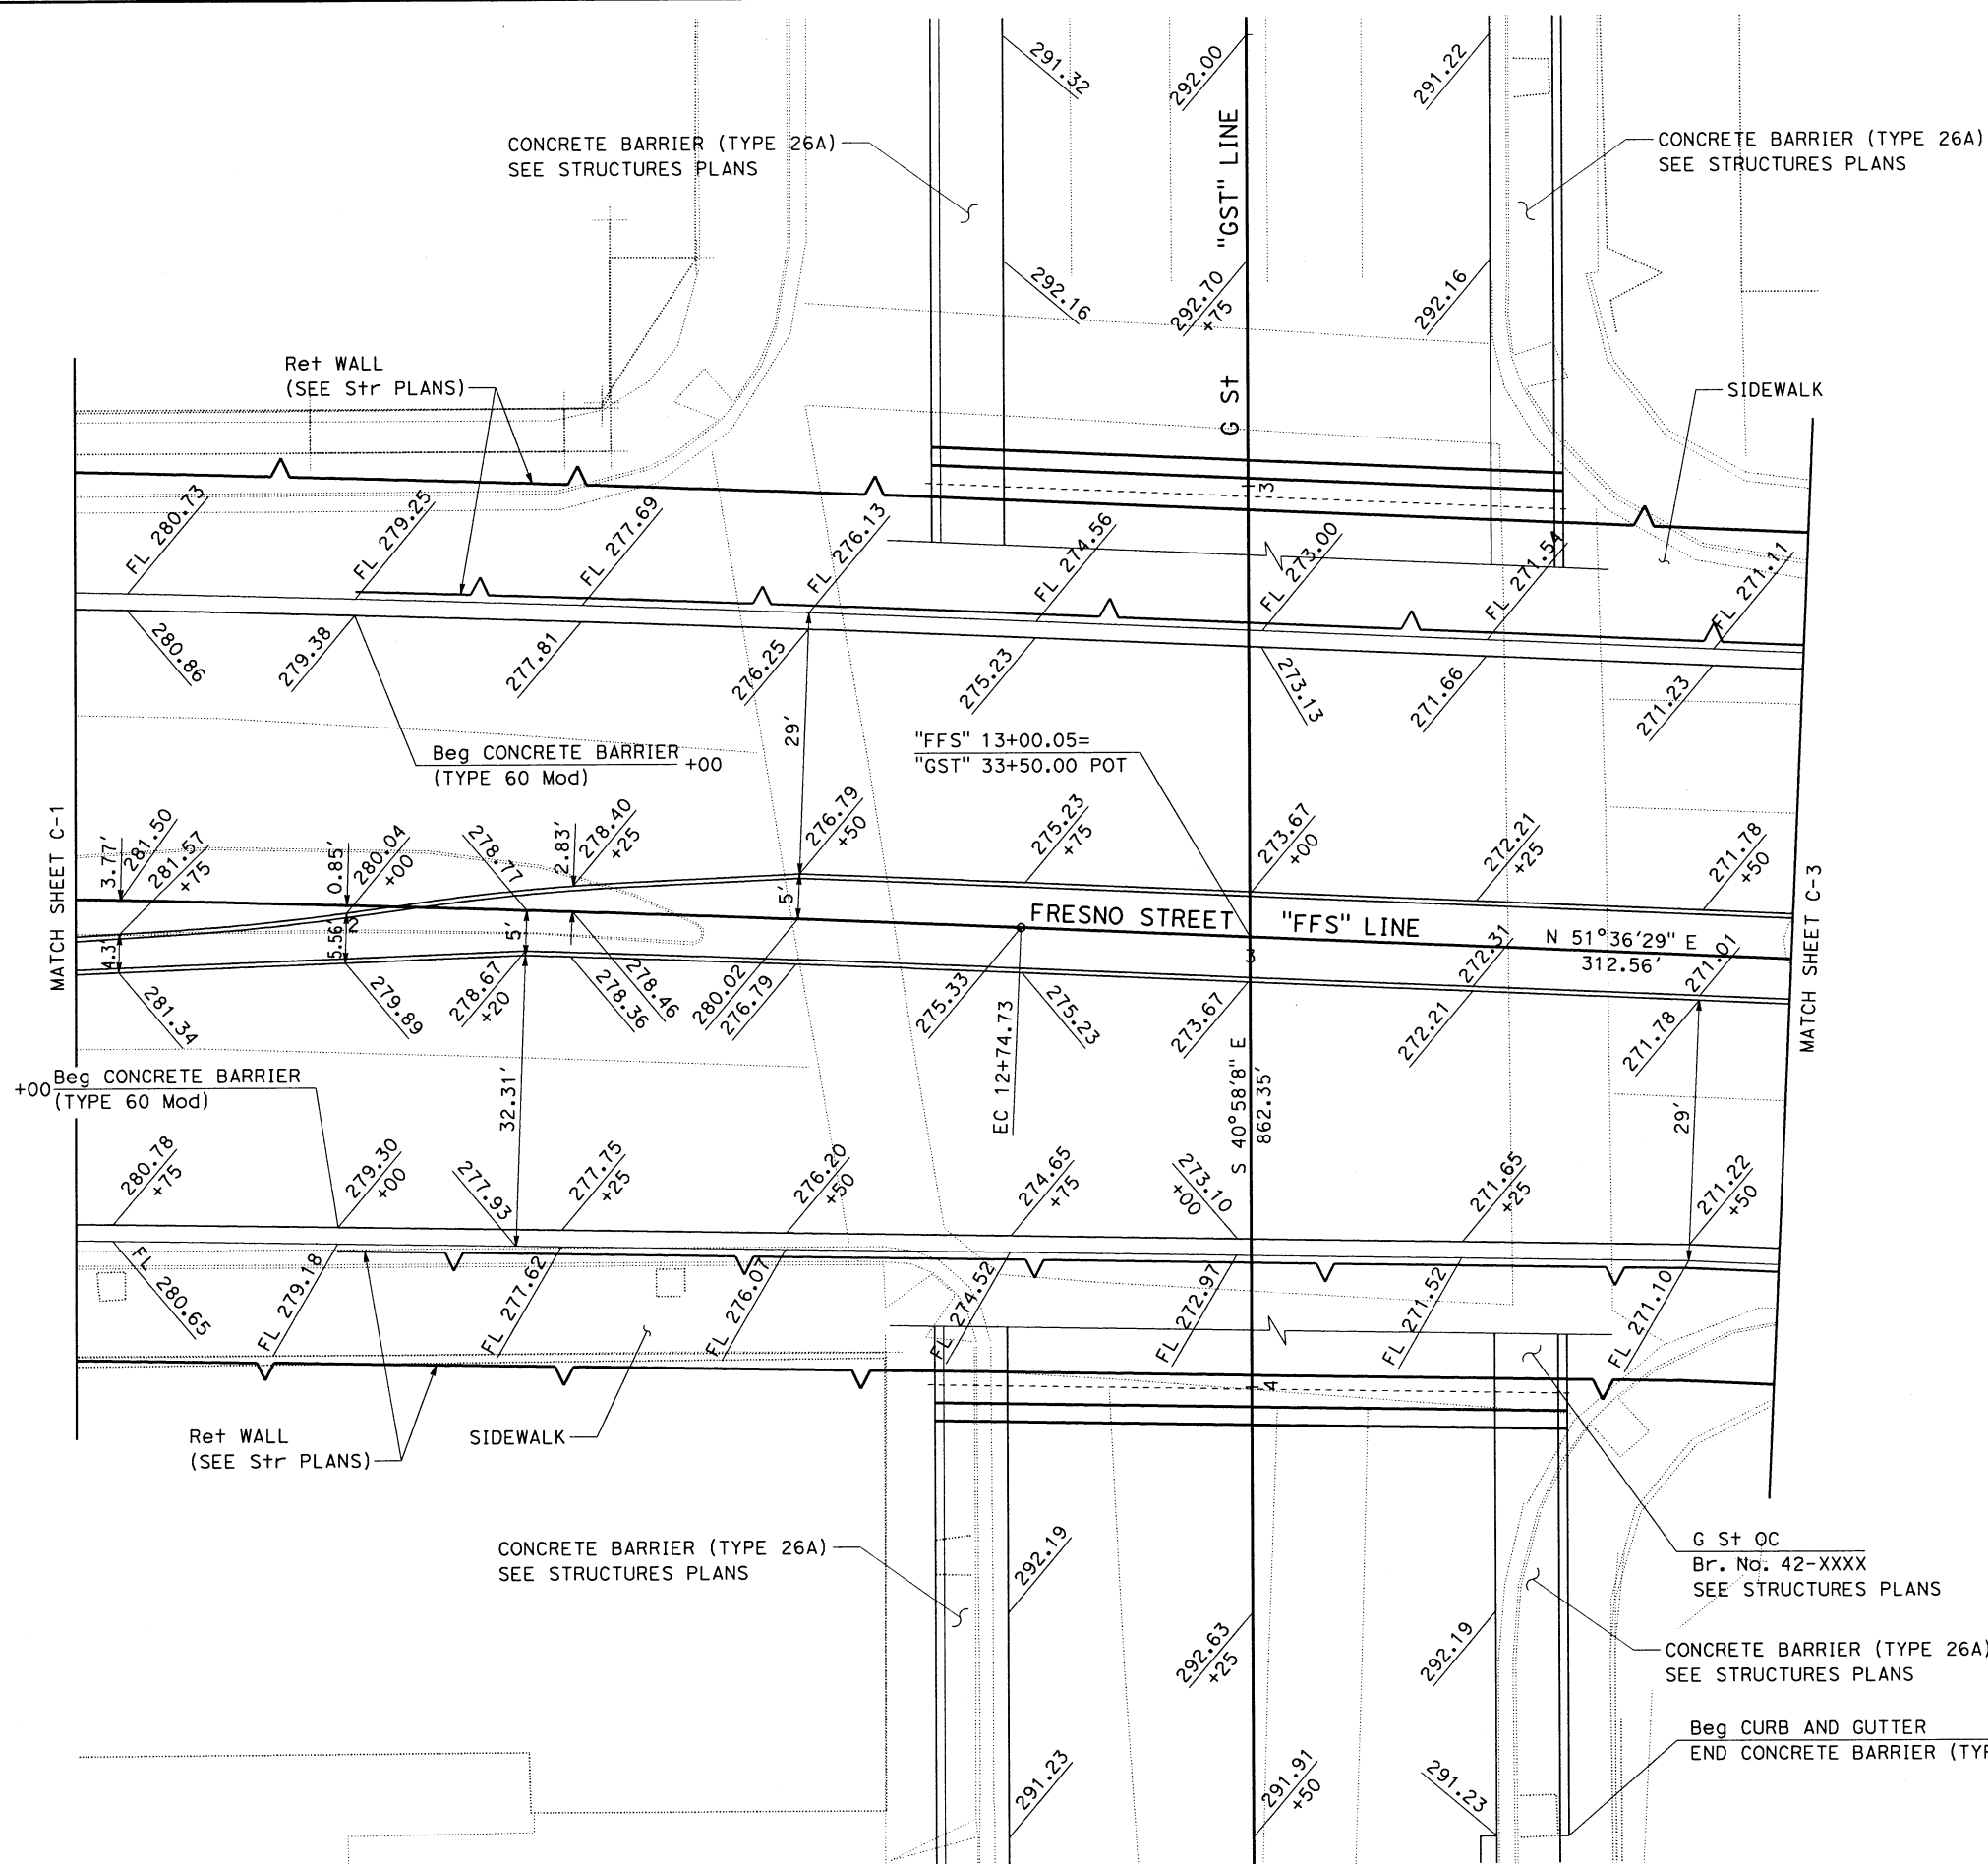 291.32
292.00
291.22
"GST" LINE
G St
CONCRETE BARRIER (TYPE 26A)
SEE STRUCTURES PLANS
CONCRETE BARRIER (TYPE 26A)
SEE STRUCTURES PLANS
292.16
292.70
+75
292.16
Ret WALL
(SEE Str PLANS)
SIDEWALK
3
FL 280.73
FL 279.25
FL 277.69
FL 276.13
FL 274.56
FL 273.00
FL 271.54
FL 271.11
280.86
279.38
277.81
276.25
275.23
273.13
271.66
271.23
29'
Beg CONCRETE BARRIER
(TYPE 60 Mod)
+00
"FFS" 13+00.05=
"GST" 33+50.00 POT
MATCH SHEET C-1
3.77'
281.50
281.57
+75
0.85'
280.04
+00
278.77
2.83'
278.40
+25
276.79
+50
275.23
+75
273.67
+00
272.21
+25
271.78
+50
MATCH SHEET C-3
4.3'
5.56'
2
5'
5'
FRESNO STREET
"FFS" LINE
N 51°36'29" E
312.56'
3
281.34
279.89
278.67
+20
278.36
278.46
280.02
276.79
275.33
EC 12+74.73
275.23
273.67
272.31
272.21
271.01
271.78
S 40°58'8" E
862.35'
32.31'
29'
+00
Beg CONCRETE BARRIER
(TYPE 60 Mod)
280.78
+75
279.30
+00
277.93
277.75
+25
276.20
+50
274.65
+75
273.10
+00
271.65
+25
271.22
+50
FL 280.65
FL 279.18
FL 277.62
FL 276.07
FL 274.52
FL 272.97
FL 271.52
FL 271.10
4
Ret WALL
(SEE Str PLANS)
SIDEWALK
CONCRETE BARRIER (TYPE 26A)
SEE STRUCTURES PLANS
292.19
292.63
+25
292.19
G St OC
Br. No. 42-XXXX
SEE STRUCTURES PLANS
CONCRETE BARRIER (TYPE 26A)
SEE STRUCTURES PLANS
Beg CURB AND GUTTER
END CONCRETE BARRIER
291.23
291.91
+50
291.23